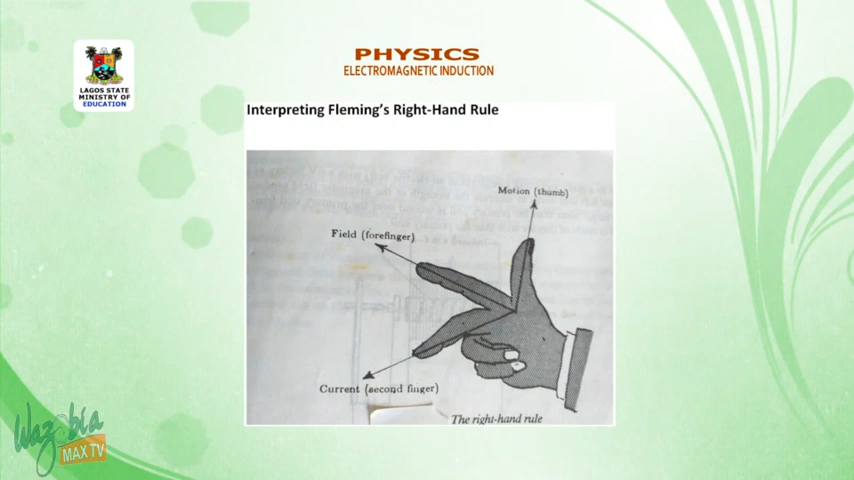 PHYSICS
ELECTROMAGNETIC INDUCTION
LAGOS STATE
MINISTRY OF
EDUCATION
Interpreting Fleming's Right-Hand Rule
Motion (thumb)
Field (forefinger)
Current (second finger)
The right-hand rule
Wazobia
MAX TV